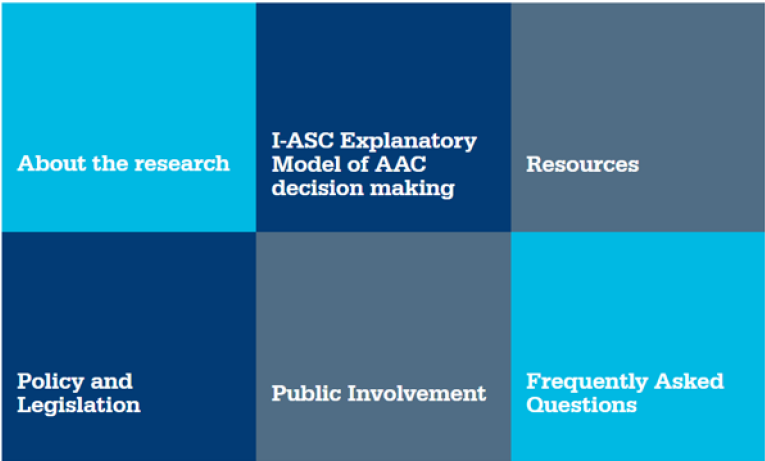 About the research
I-ASC Explanatory
Model of AAC
decision making
Resources
Policy and
Legislation
Public Involvement
Frequently Asked
Questions